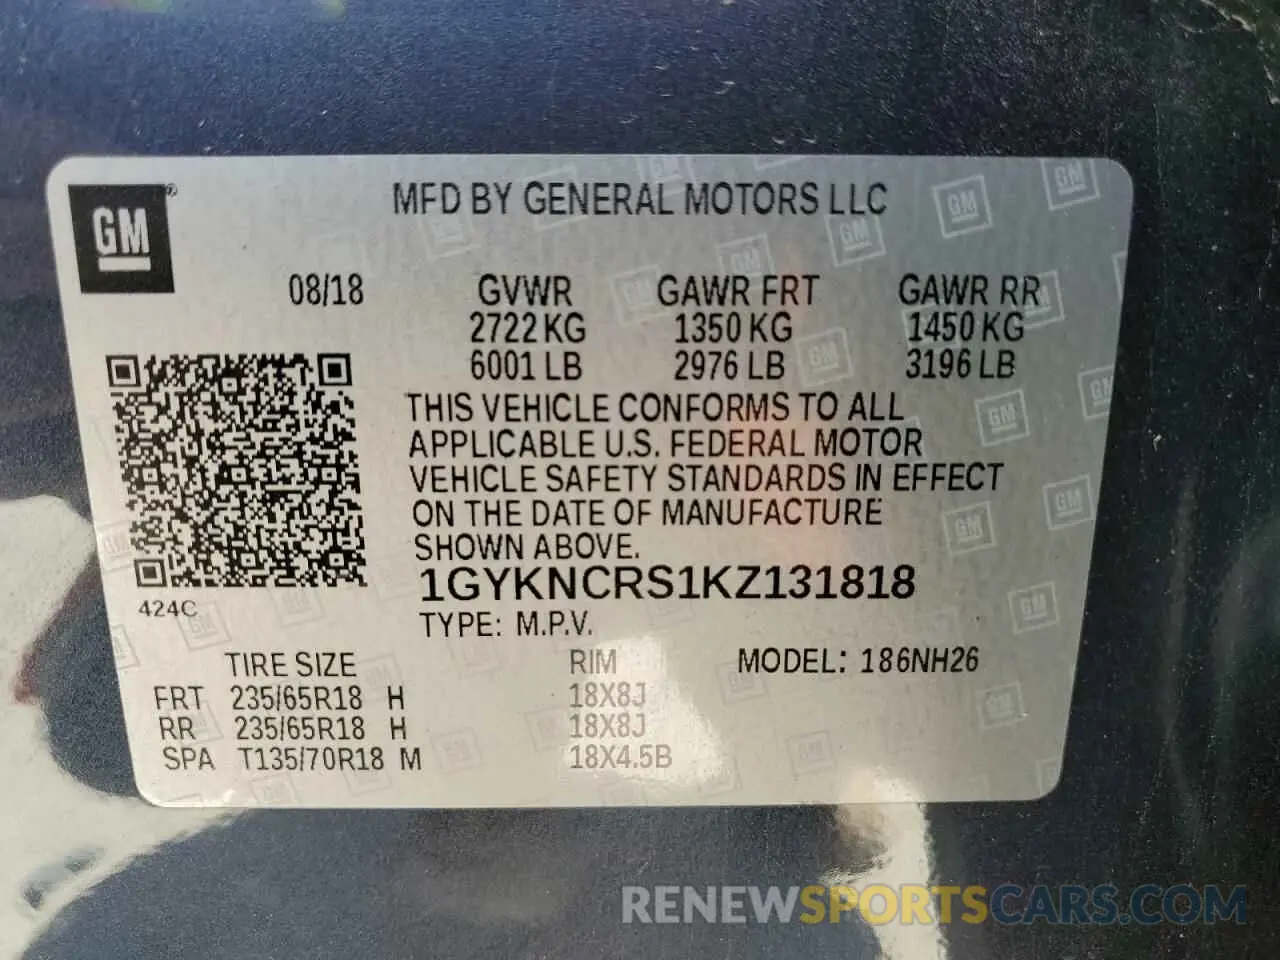 GM®
MFD BY GENERAL MOTORS LLC
08/18
GVWR GAWR FRT GAWR RR
2722 KG 1350 KG 1450 KG
6001 LB 2976 LB 3196 LB
THIS VEHICLE CONFORMS TO ALL
APPLICABLE U.S. FEDERAL MOTOR
VEHICLE SAFETY STANDARDS IN EFFECT
ON THE DATE OF MANUFACTURE
SHOWN ABOVE.
1GYKNCRS1KZ131818
424C
TYPE: M.P.V.
TIRE SIZE RIM MODEL: 186NH26
FRT 235/65R18 H 18X8J
RR 235/65R18 H 18X8J
SPA T135/70R18 M 18X4.5B
RENEWSPORTSCARS.COM